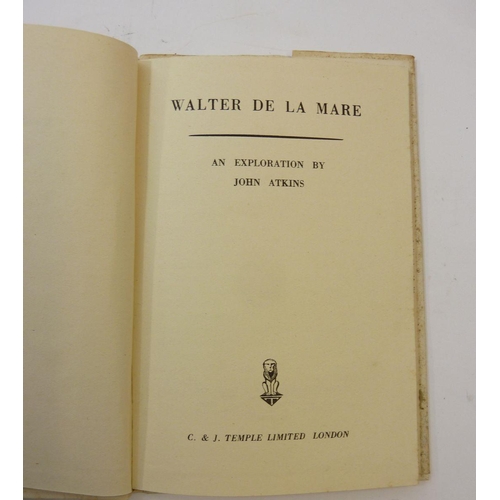 WALTER DE LA MARE
AN EXPLORATION BY
JOHN ATKINS
C. & J. TEMPLE LIMITED LONDON